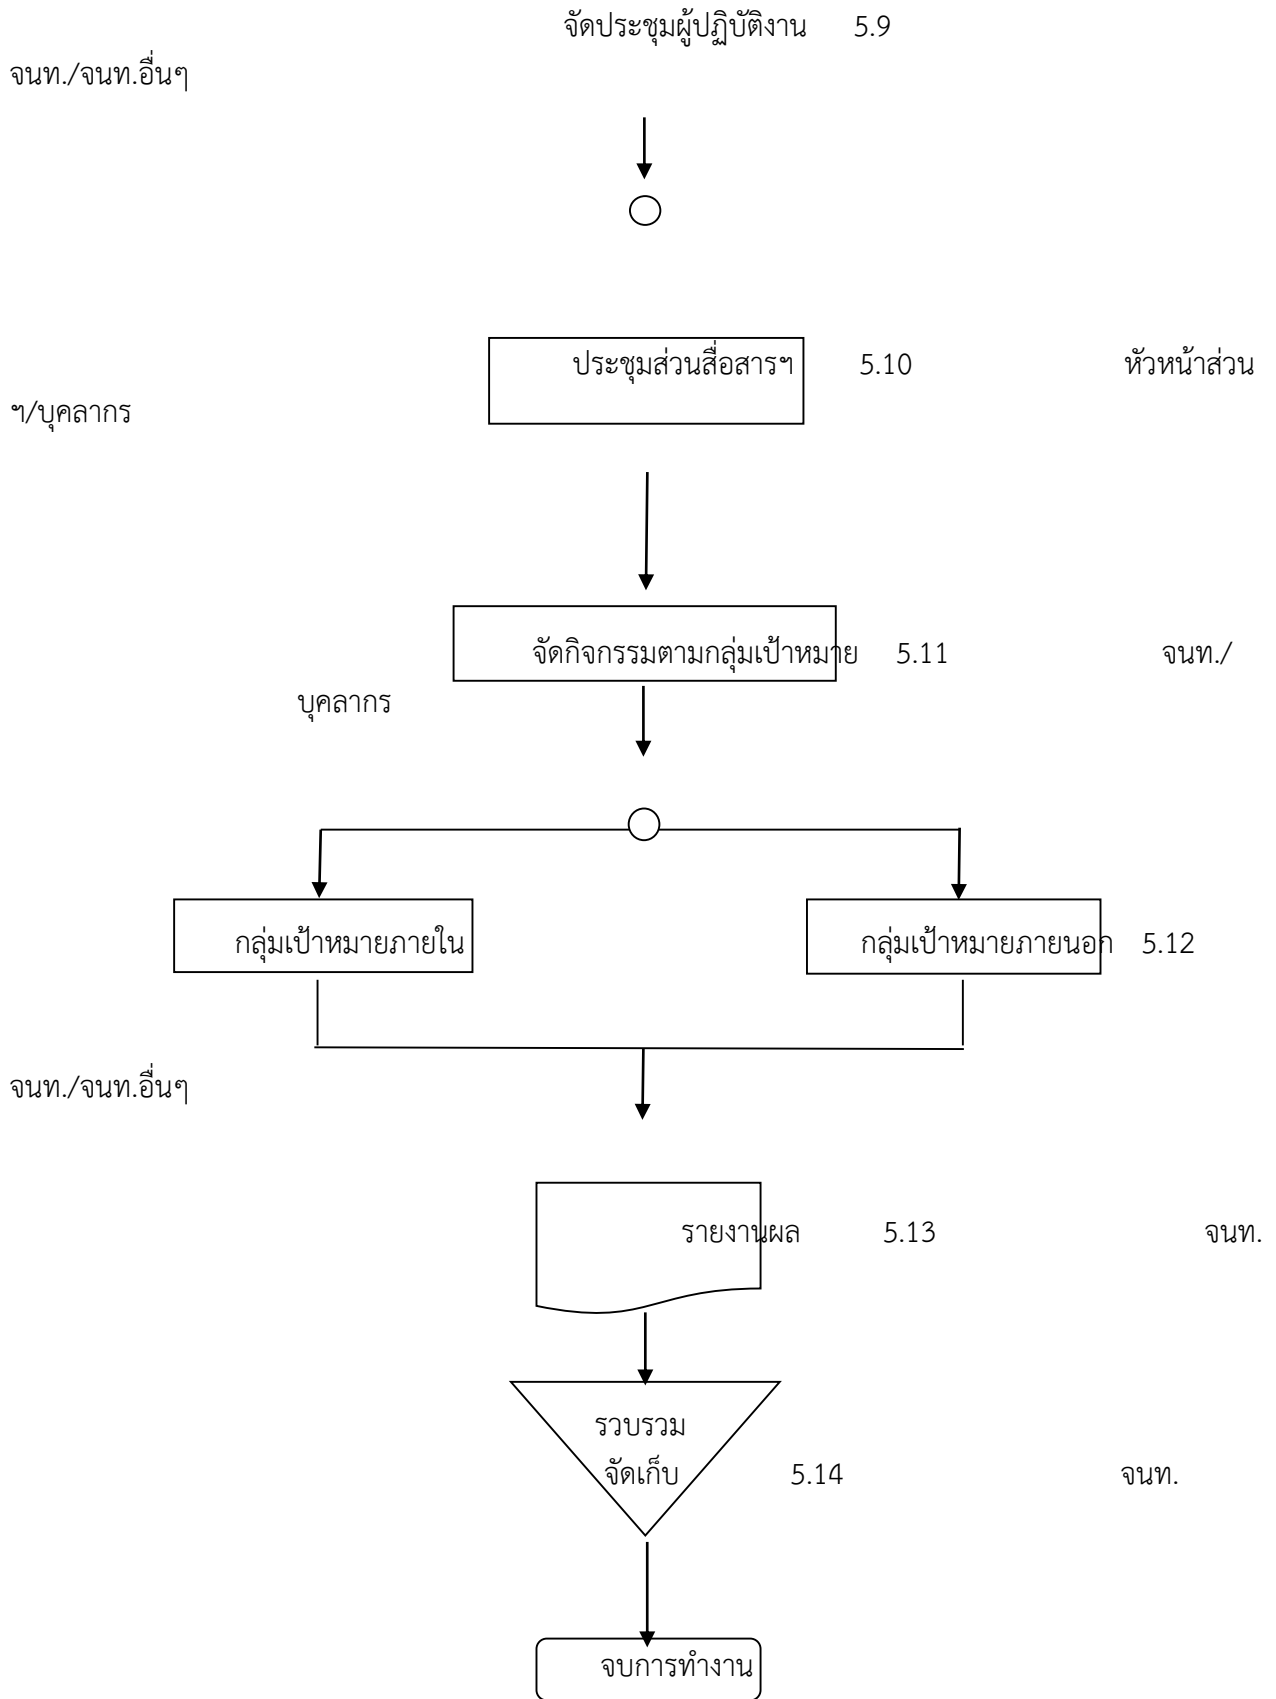 จัดประชุมผู้ปฏิบัติงาน 5.9
จนท./จนท.อื่นๆ
ประชุมส่วนสื่อสารฯ 5.10 หัวหน้าส่วน
ฯ/บุคลากร
จัดกิจกรรมตามกลุ่มเป้าหมาย 5.11 จนท./
บุคลากร
กลุ่มเป้าหมายภายใน กลุ่มเป้าหมายภายนอก 5.12
จนท./จนท.อื่นๆ
รายงานผล 5.13 จนท.
รวบรวม
จัดเก็บ 5.14 จนท.
จบการทำงาน